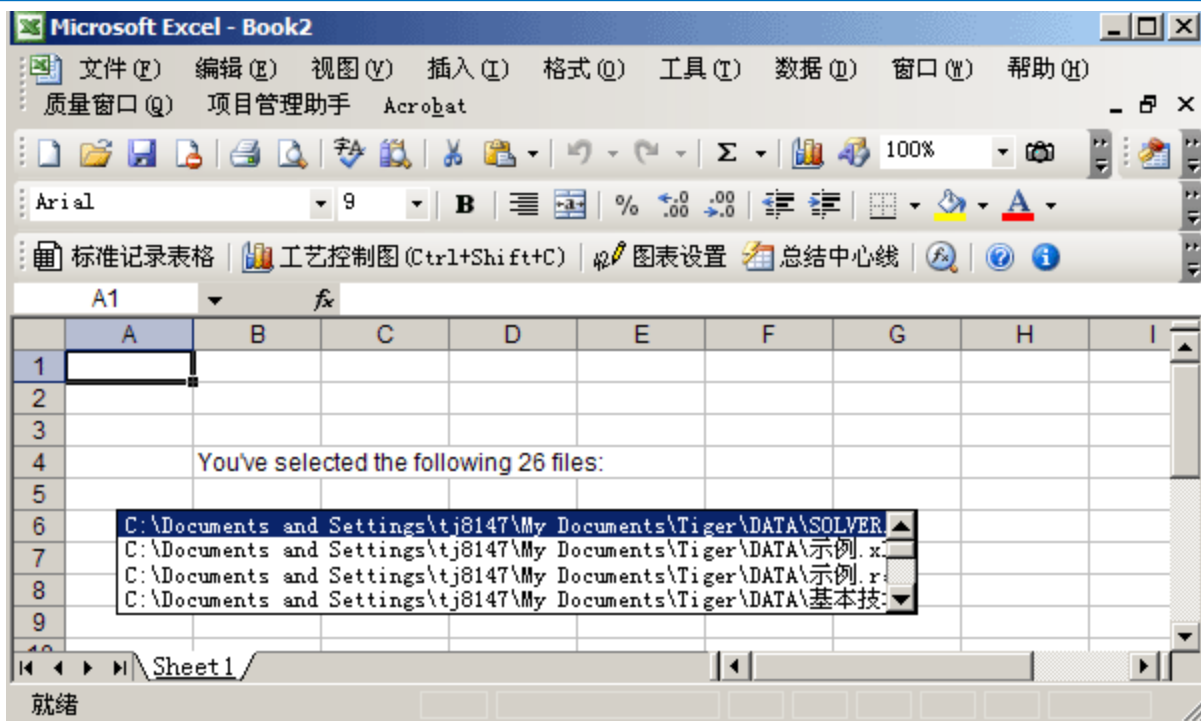 Microsoft Excel - Book2
文件(F) 编辑(E) 视图(V) 插入(I) 格式(O) 工具(T) 数据(D) 窗口(W) 帮助(H)
质量窗口(Q) 项目管理助手 Acrobat
100%
Arial 9 B
标准记录表格 工艺控制图(Ctrl+Shift+C) 图表设置 总结中心线
A1 fx
A B C D E F G H I
1
2
3
4 You've selected the following 26 files:
5
6 C:\Documents and Settings\tj8147\My Documents\Tiger\DATA\SOLVER.
7 C:\Documents and Settings\tj8147\My Documents\Tiger\DATA\示例.x
C:\Documents and Settings\tj8147\My Documents\Tiger\DATA\示例.r
8 C:\Documents and Settings\tj8147\My Documents\Tiger\DATA\基本技
9
Sheet1
就绪